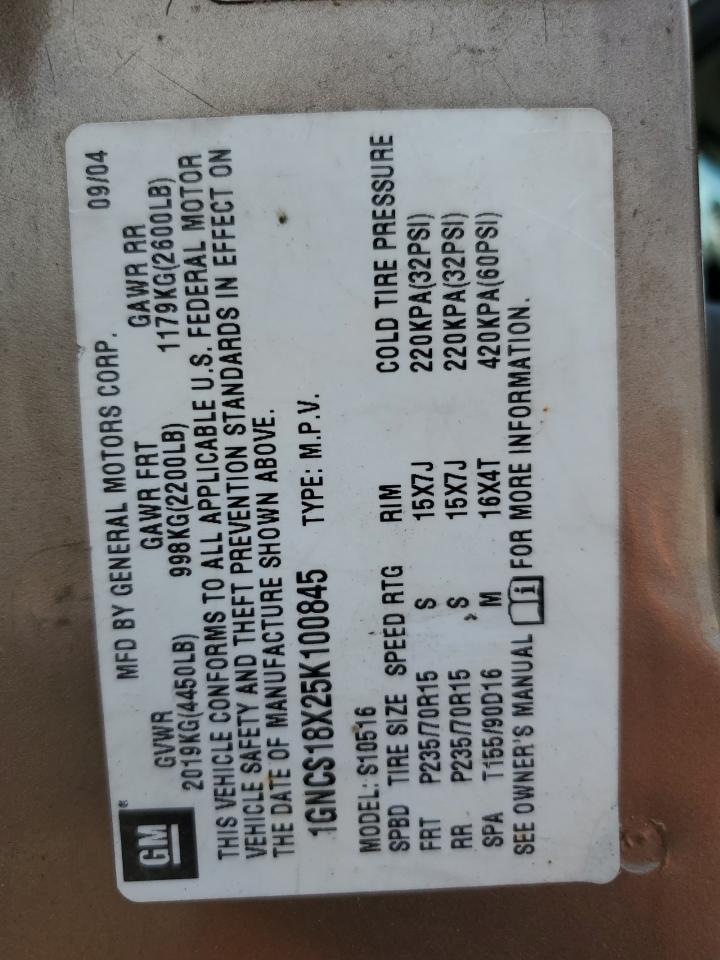 GM
MFD BY GENERAL MOTORS CORP. 09/04
GVWR GAWR FRT GAWR RR
2019KG(4450LB) 998KG(2200LB) 1179KG(2600LB)
THIS VEHICLE CONFORMS TO ALL APPLICABLE U.S. FEDERAL MOTOR
VEHICLE SAFETY AND THEFT PREVENTION STANDARDS IN EFFECT ON
THE DATE OF MANUFACTURE SHOWN ABOVE.
1GNCS18X25K100845 TYPE: M.P.V.
MODEL: S10516
SPBD TIRE SIZE SPEED RTG RIM COLD TIRE PRESSURE
FRT P235/70R15 S 15X7J 220KPA(32PSI)
RR P235/70R15 S 15X7J 220KPA(32PSI)
SPA T155/90D16 M 16X4T 420KPA(60PSI)
SEE OWNER'S MANUAL i FOR MORE INFORMATION.